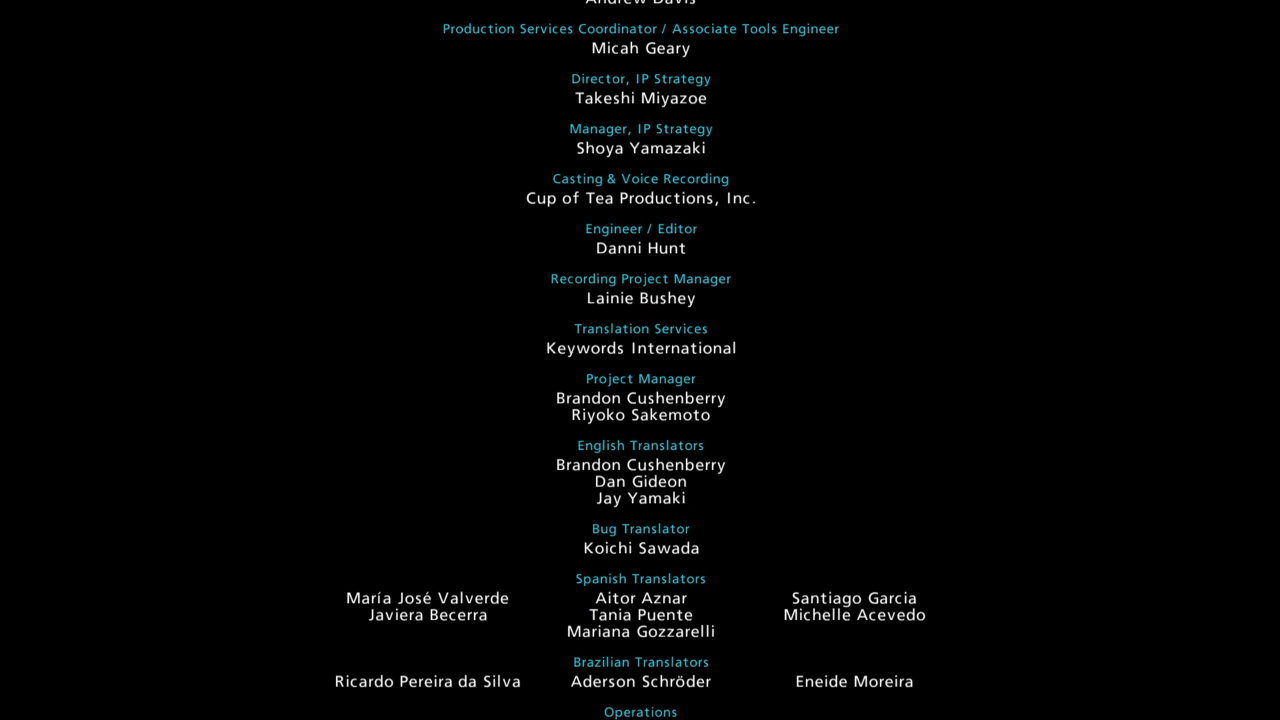 Andrew Davis
Production Services Coordinator / Associate Tools Engineer
Micah Geary
Director, IP Strategy
Takeshi Miyazoe
Manager, IP Strategy
Shoya Yamazaki
Casting & Voice Recording
Cup of Tea Productions, Inc.
Engineer / Editor
Danni Hunt
Recording Project Manager
Lainie Bushey
Translation Services
Keywords International
Project Manager
Brandon Cushenberry
Riyoko Sakemoto
English Translators
Brandon Cushenberry
Dan Gideon
Jay Yamaki
Bug Translator
Koichi Sawada
Spanish Translators
María José Valverde Aitor Aznar Santiago Garcia
Javiera Becerra Tania Puente Michelle Acevedo
Mariana Gozzarelli
Brazilian Translators
Ricardo Pereira da Silva Aderson Schröder Eneide Moreira
Operations